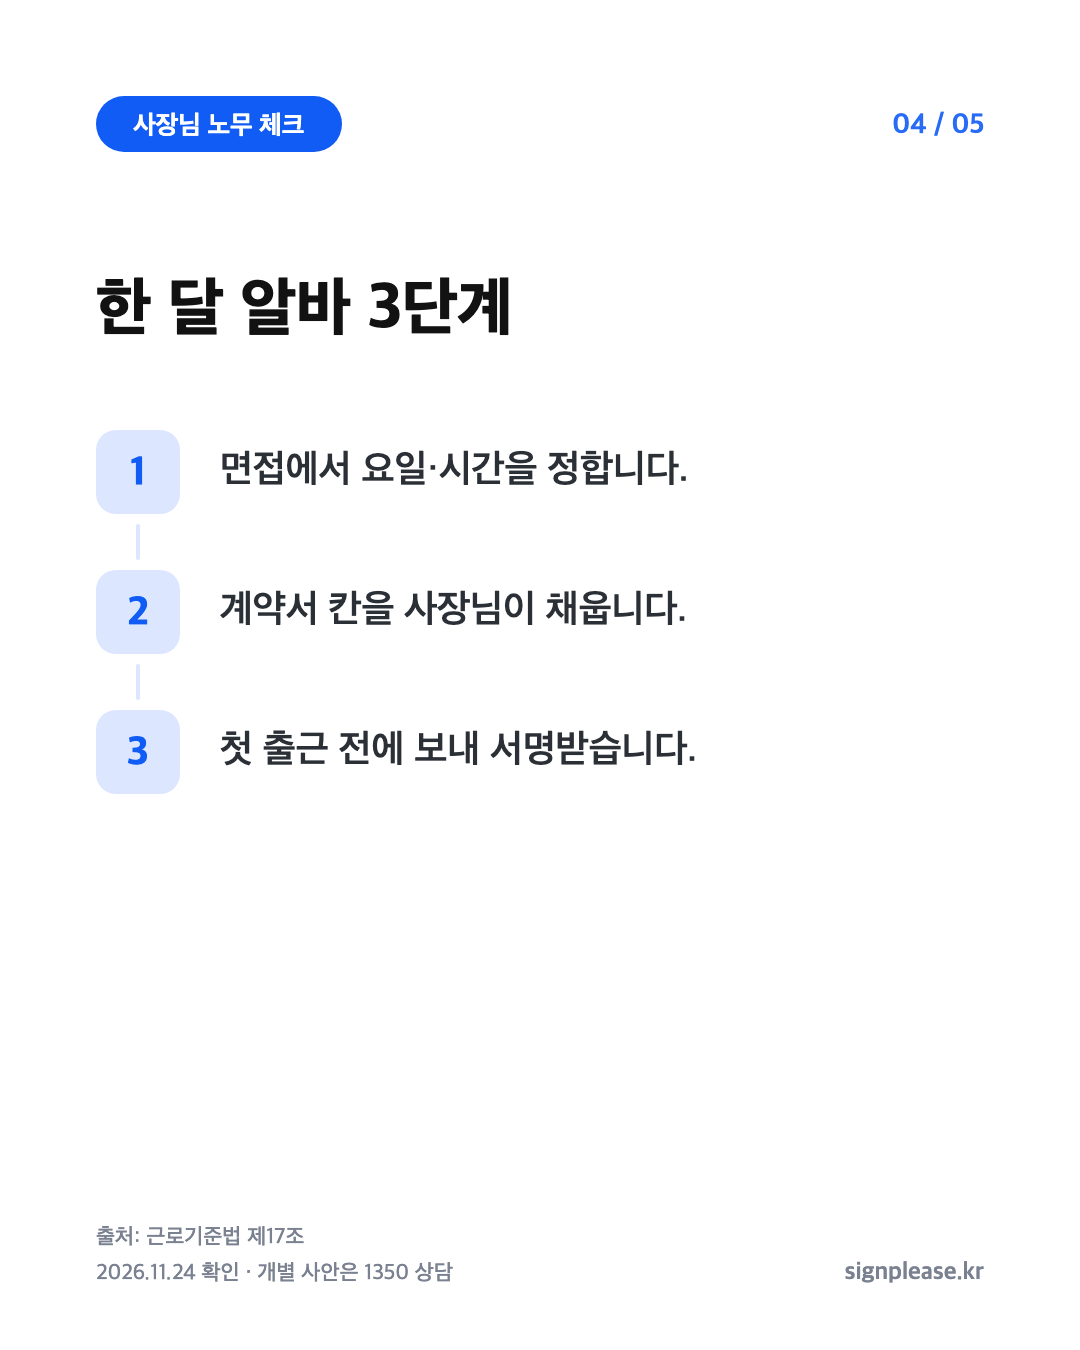 사장님 노무 체크
04 / 05
한 달 알바 3단계
1
면접에서 요일·시간을 정합니다.
2
계약서 칸을 사장님이 채웁니다.
3
첫 출근 전에 보내 서명받습니다.
출처: 근로기준법 제17조
2026.11.24 확인 · 개별 사안은 1350 상담
signplease.kr